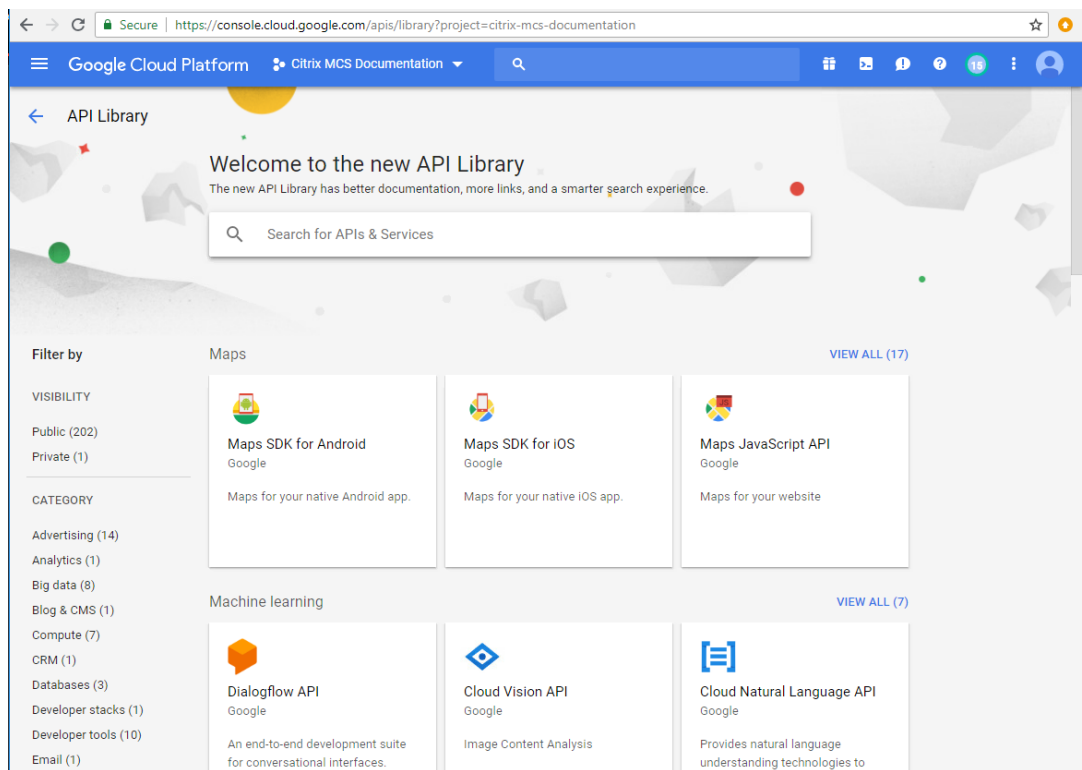 Secure | https://console.cloud.google.com/apis/library?project=citrix-mcs-documentation
Google Cloud Platform Citrix MCS Documentation 15
API Library
Welcome to the new API Library
The new API Library has better documentation, more links, and a smarter search experience.
Search for APIs & Services
Filter by
VISIBILITY
Public (202)
Private (1)
CATEGORY
Advertising (14)
Analytics (1)
Big data (8)
Blog & CMS (1)
Compute (7)
CRM (1)
Databases (3)
Developer stacks (1)
Developer tools (10)
Email (1)
Maps VIEW ALL (17)
Maps SDK for Android
Google
Maps for your native Android app.
Maps SDK for iOS
Google
Maps for your native iOS app.
JS
Maps JavaScript API
Google
Maps for your website
Machine learning VIEW ALL (7)
Dialogflow API
Google
An end-to-end development suite
for conversational interfaces.
Cloud Vision API
Google
Image Content Analysis
Cloud Natural Language API
Google
Provides natural language
understanding technologies to